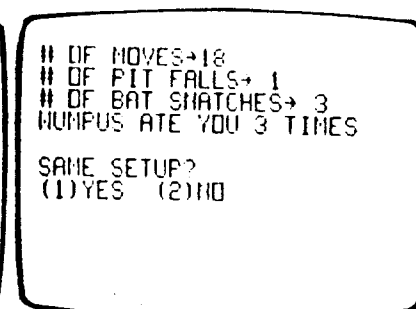 # OF MOVES→18
# OF PIT FALLS→ 1
# OF BAT SNATCHES→ 3
WUMPUS ATE YOU 3 TIMES
SAME SETUP?
(1)YES (2)NO